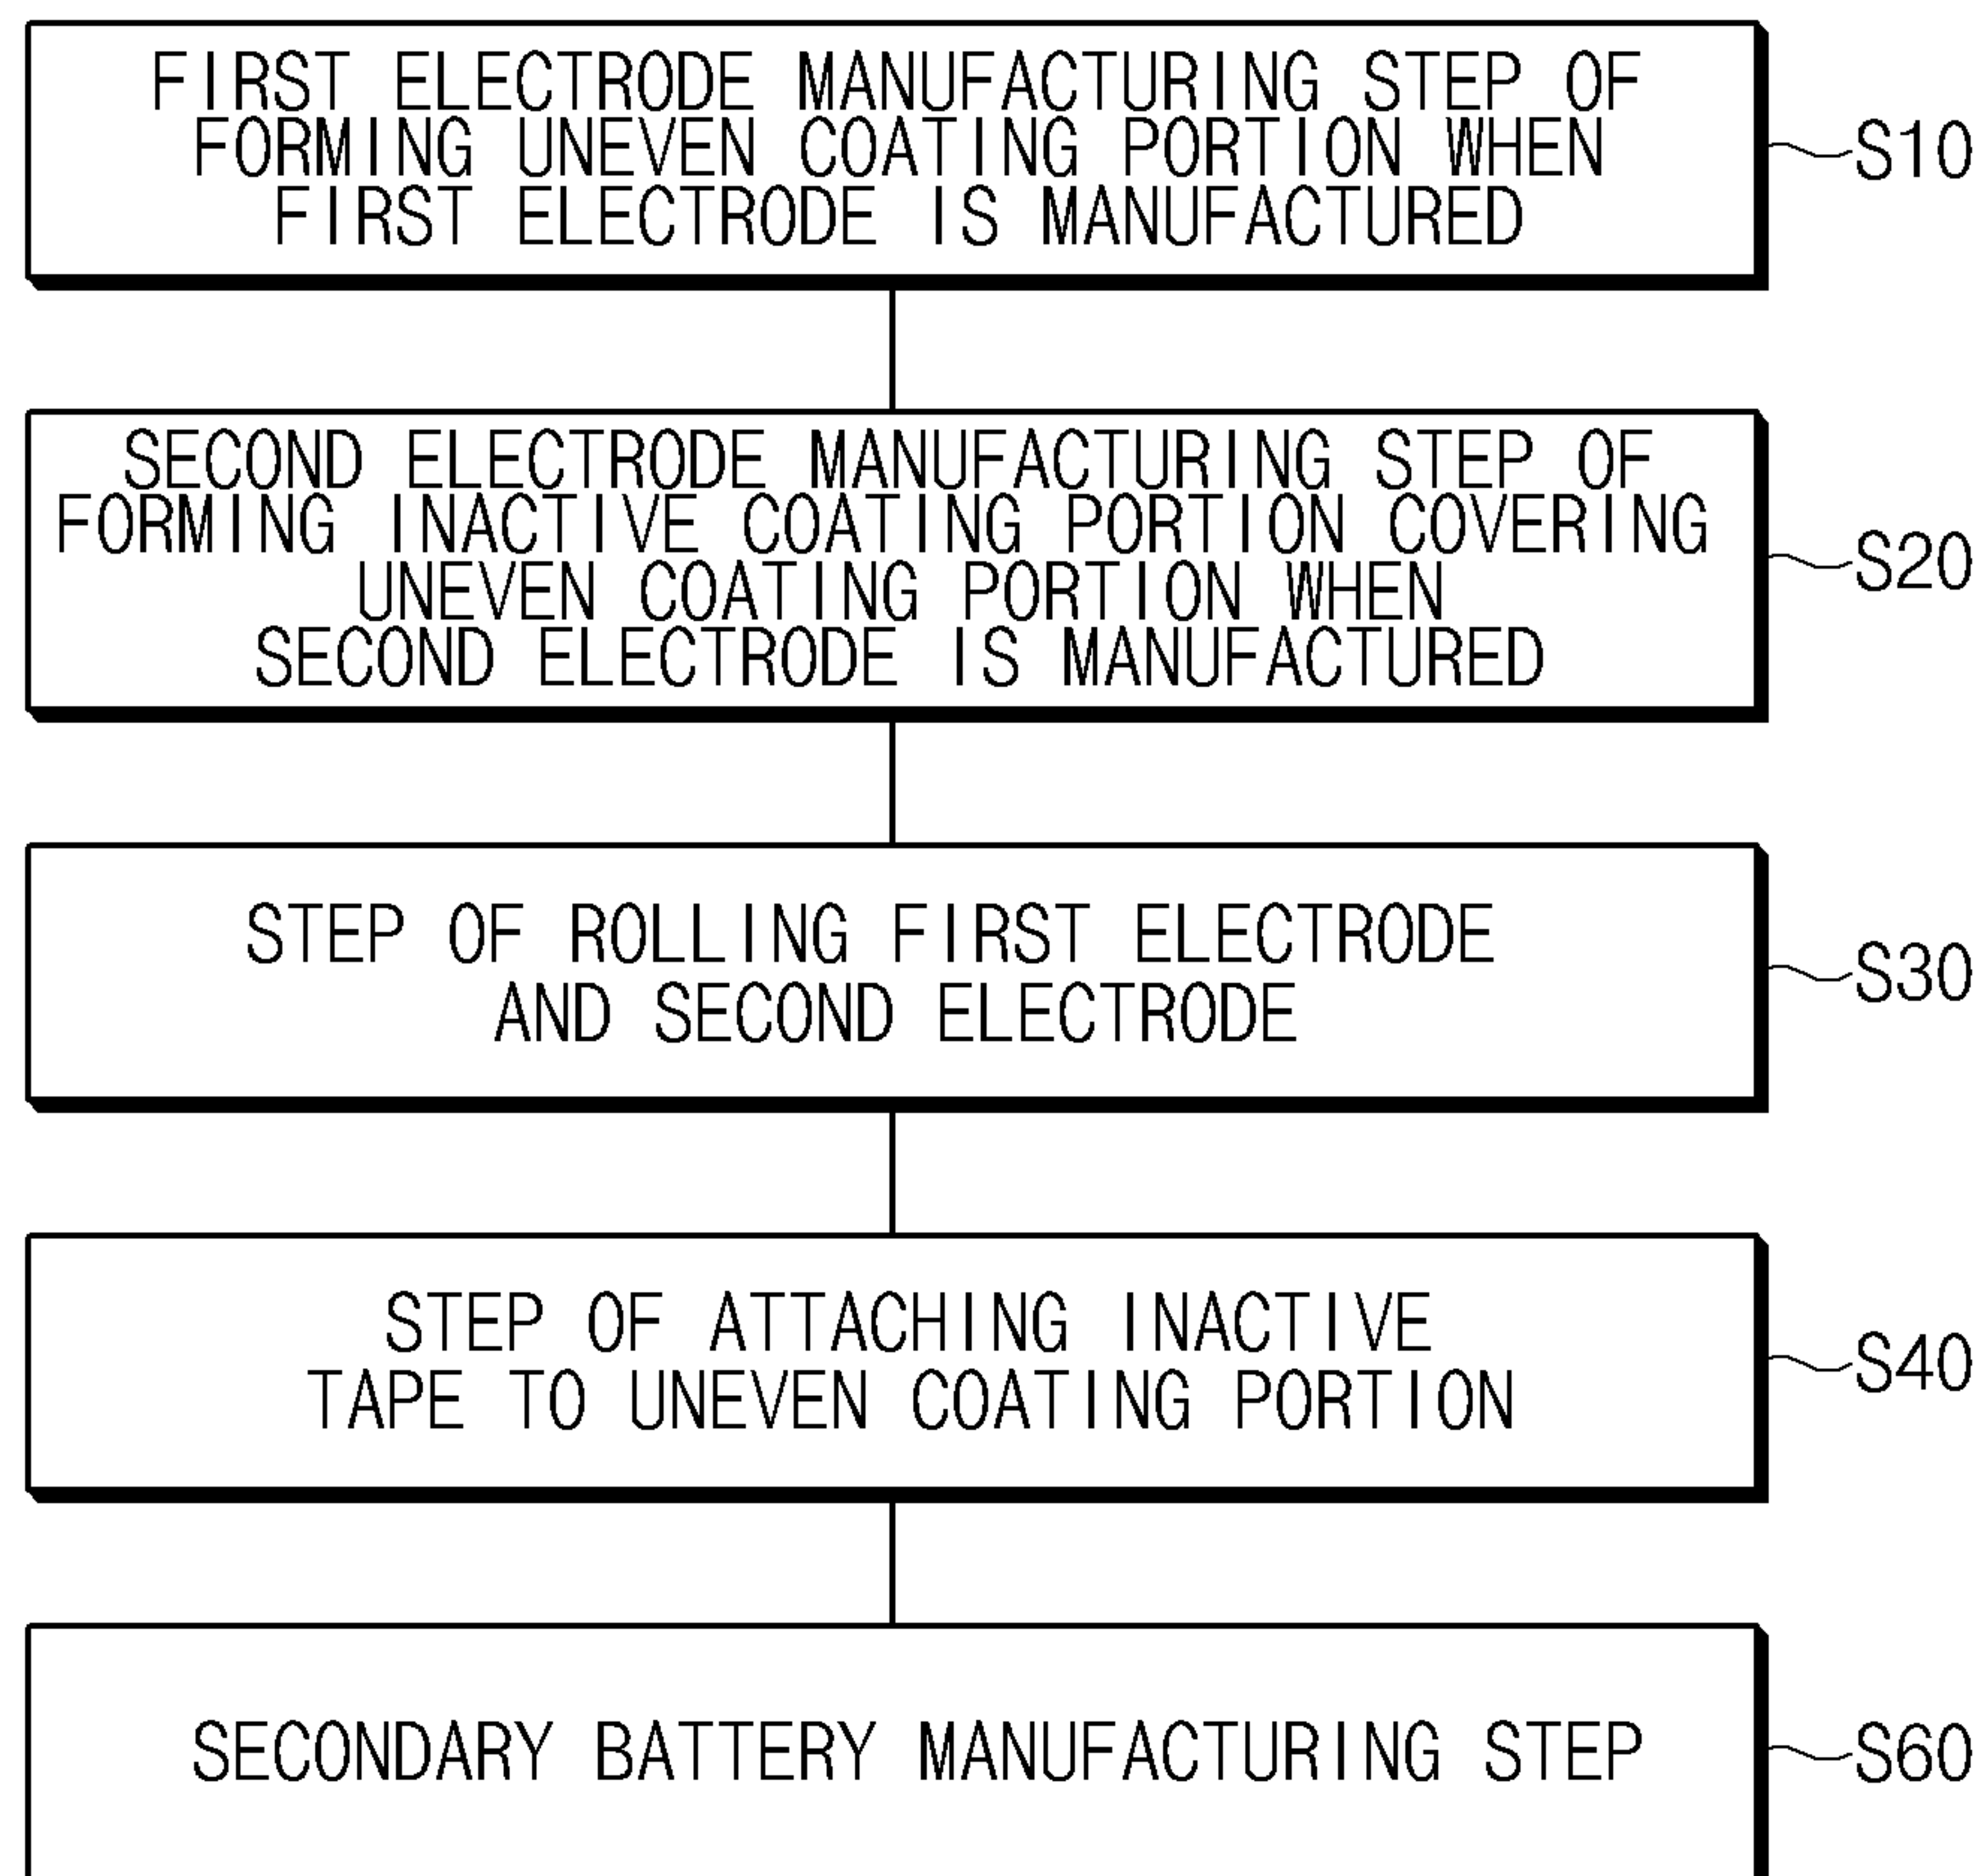 FIRST ELECTRODE MANUFACTURING STEP OF
FORMING UNEVEN COATING PORTION WHEN
FIRST ELECTRODE IS MANUFACTURED
S10
SECOND ELECTRODE MANUFACTURING STEP OF
FORMING INACTIVE COATING PORTION COVERING
UNEVEN COATING PORTION WHEN
SECOND ELECTRODE IS MANUFACTURED
S20
STEP OF ROLLING FIRST ELECTRODE
AND SECOND ELECTRODE
S30
STEP OF ATTACHING INACTIVE
TAPE TO UNEVEN COATING PORTION
S40
SECONDARY BATTERY MANUFACTURING STEP
S60